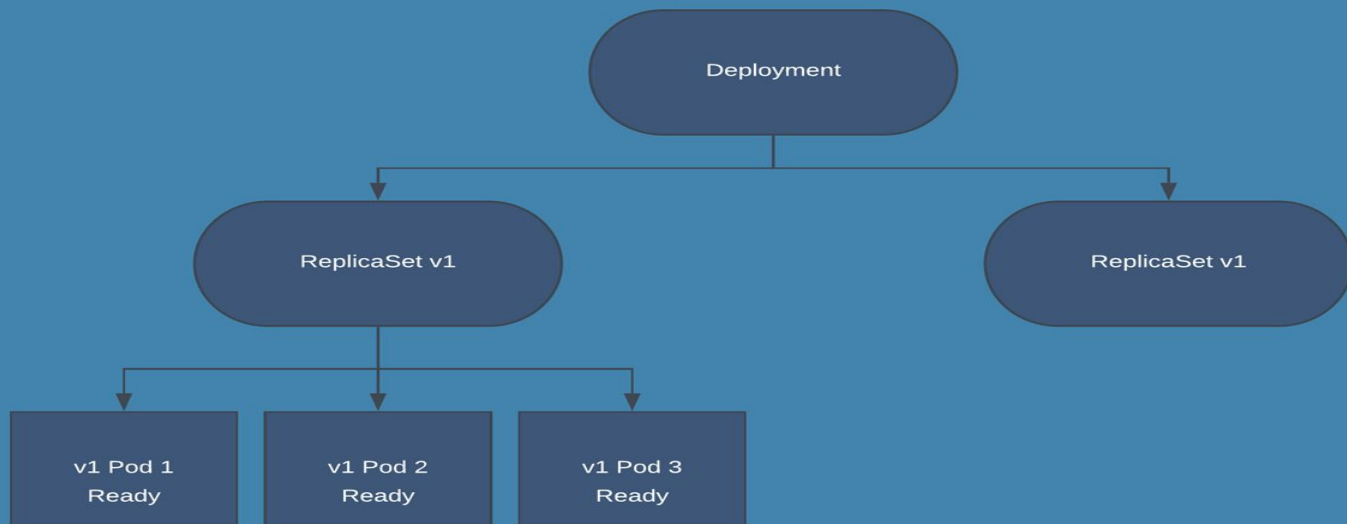 Deployment
ReplicaSet v1
ReplicaSet v1
v1 Pod 1
Ready
v1 Pod 2
Ready
v1 Pod 3
Ready